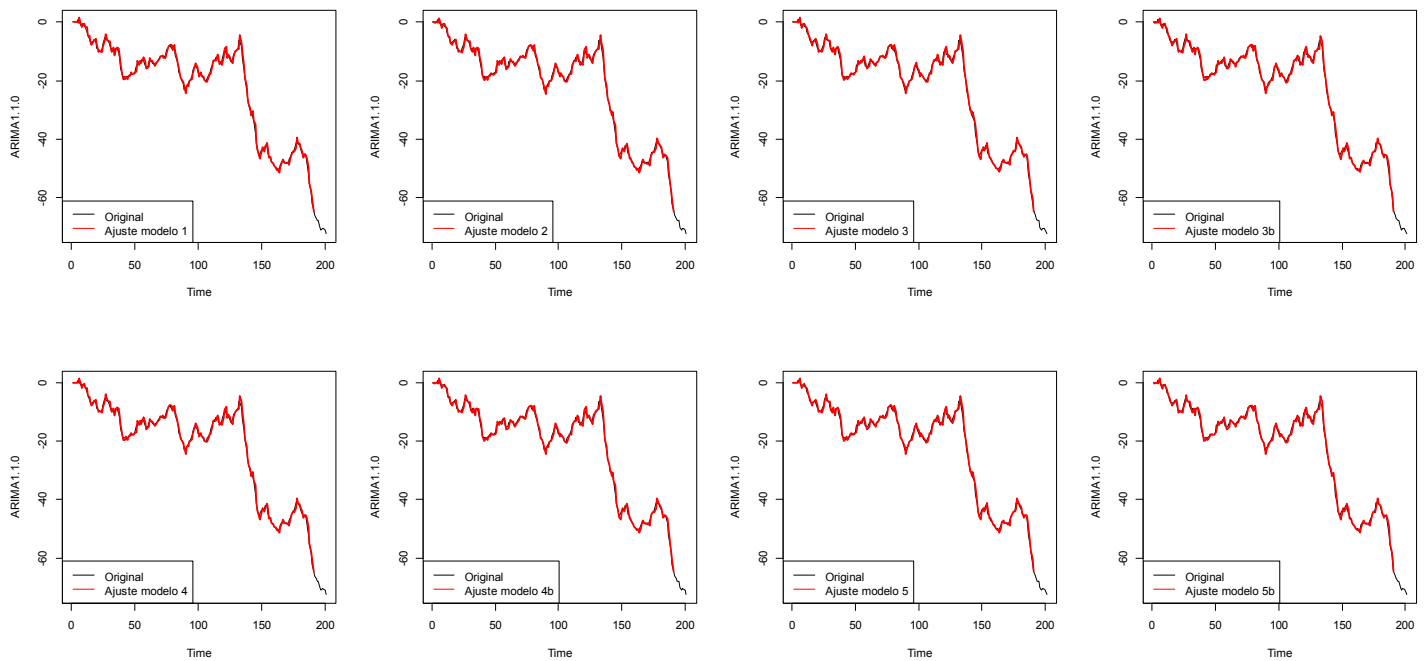 ARIMA1.1.0
0
-20
-40
-60
Original
Ajuste modelo 1
0
50
100
150
200
Time
ARIMA1.1.0
0
-20
-40
-60
Original
Ajuste modelo 2
0
50
100
150
200
Time
ARIMA1.1.0
0
-20
-40
-60
Original
Ajuste modelo 3
0
50
100
150
200
Time
ARIMA1.1.0
0
-20
-40
-60
Original
Ajuste modelo 3b
0
50
100
150
200
Time
ARIMA1.1.0
0
-20
-40
-60
Original
Ajuste modelo 4
0
50
100
150
200
Time
ARIMA1.1.0
0
-20
-40
-60
Original
Ajuste modelo 4b
0
50
100
150
200
Time
ARIMA1.1.0
0
-20
-40
-60
Original
Ajuste modelo 5
0
50
100
150
200
Time
ARIMA1.1.0
0
-20
-40
-60
Original
Ajuste modelo 5b
0
50
100
150
200
Time